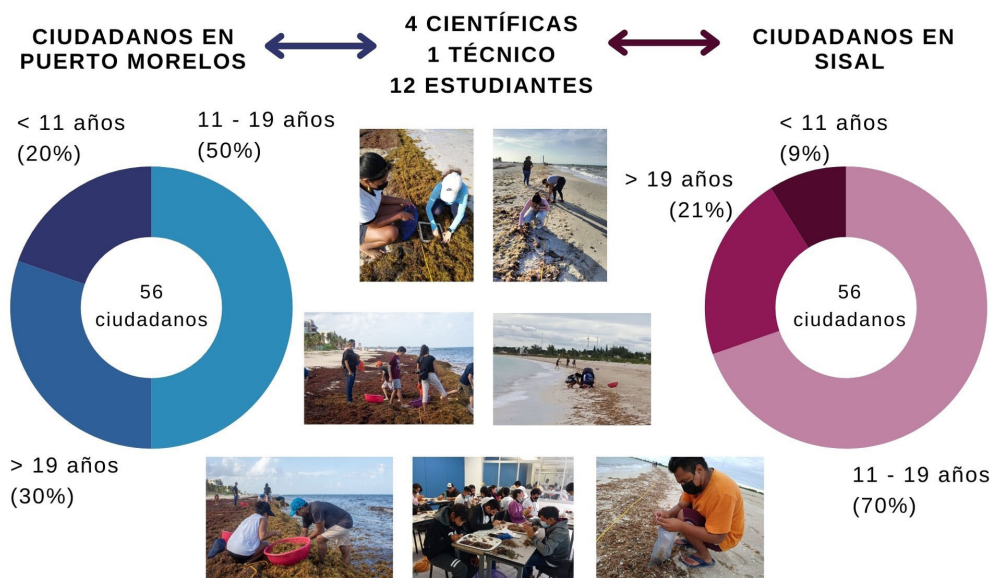 CIUDADANOS EN
PUERTO MORELOS
4 CIENTÍFICAS
1 TÉCNICO
12 ESTUDIANTES
CIUDADANOS EN
SISAL
< 11 años
(20%)
11 - 19 años
(50%)
56
ciudadanos
> 19 años
(30%)
< 11 años
(9%)
> 19 años
(21%)
56
ciudadanos
11 - 19 años
(70%)